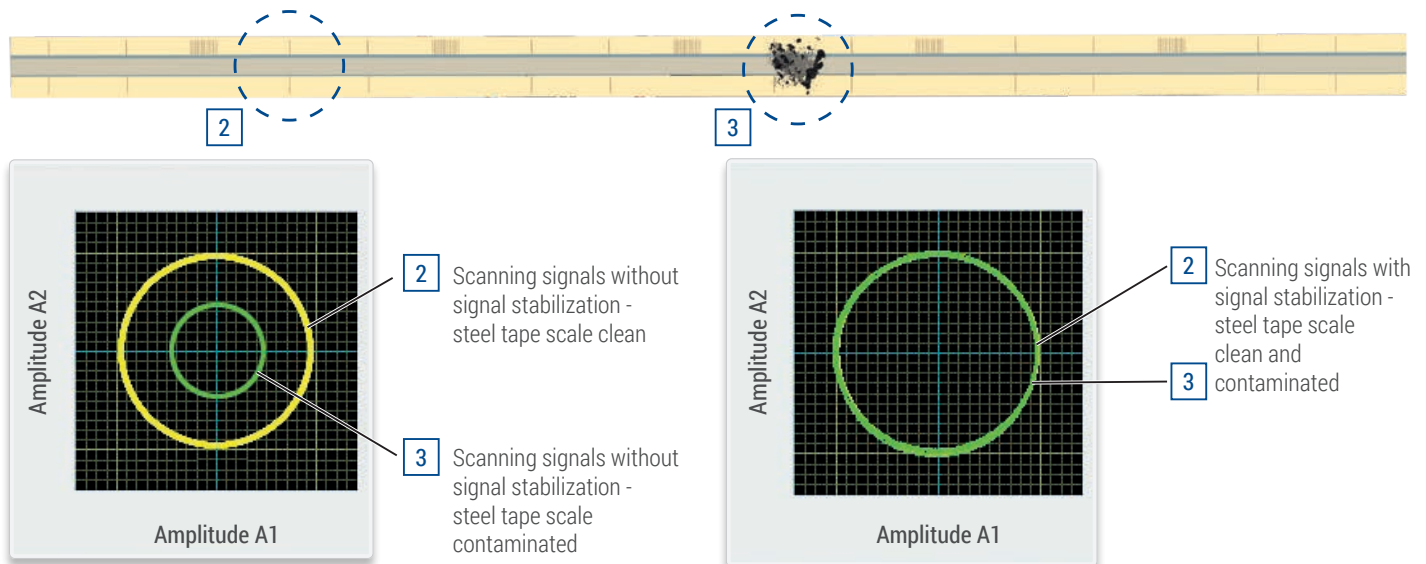 2
3
Amplitude A2
Amplitude A1
2
Scanning signals without
signal stabilization -
steel tape scale clean
3
Scanning signals without
signal stabilization -
steel tape scale
contaminated
Amplitude A2
Amplitude A1
2
Scanning signals with
signal stabilization -
steel tape scale
clean and
3
contaminated